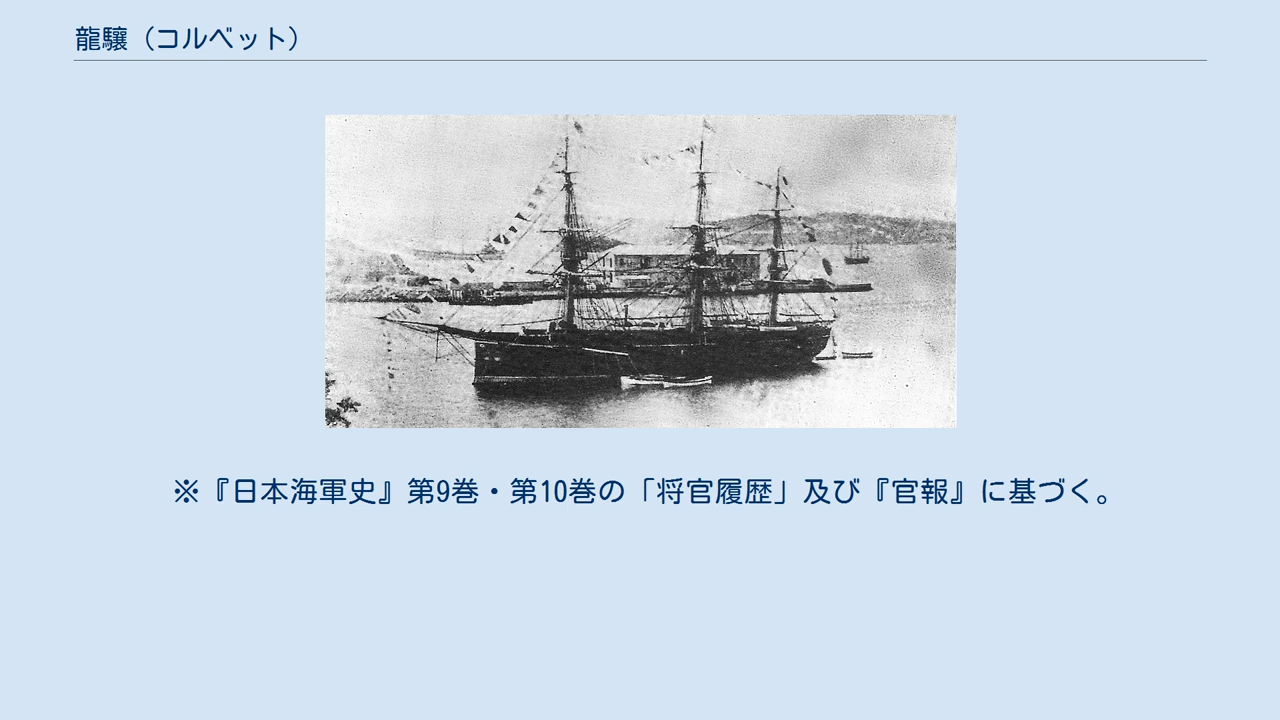 龍驤（コルベット）
※『日本海軍史』第9巻・第10巻の「将官履歴」及び『官報』に基づく。